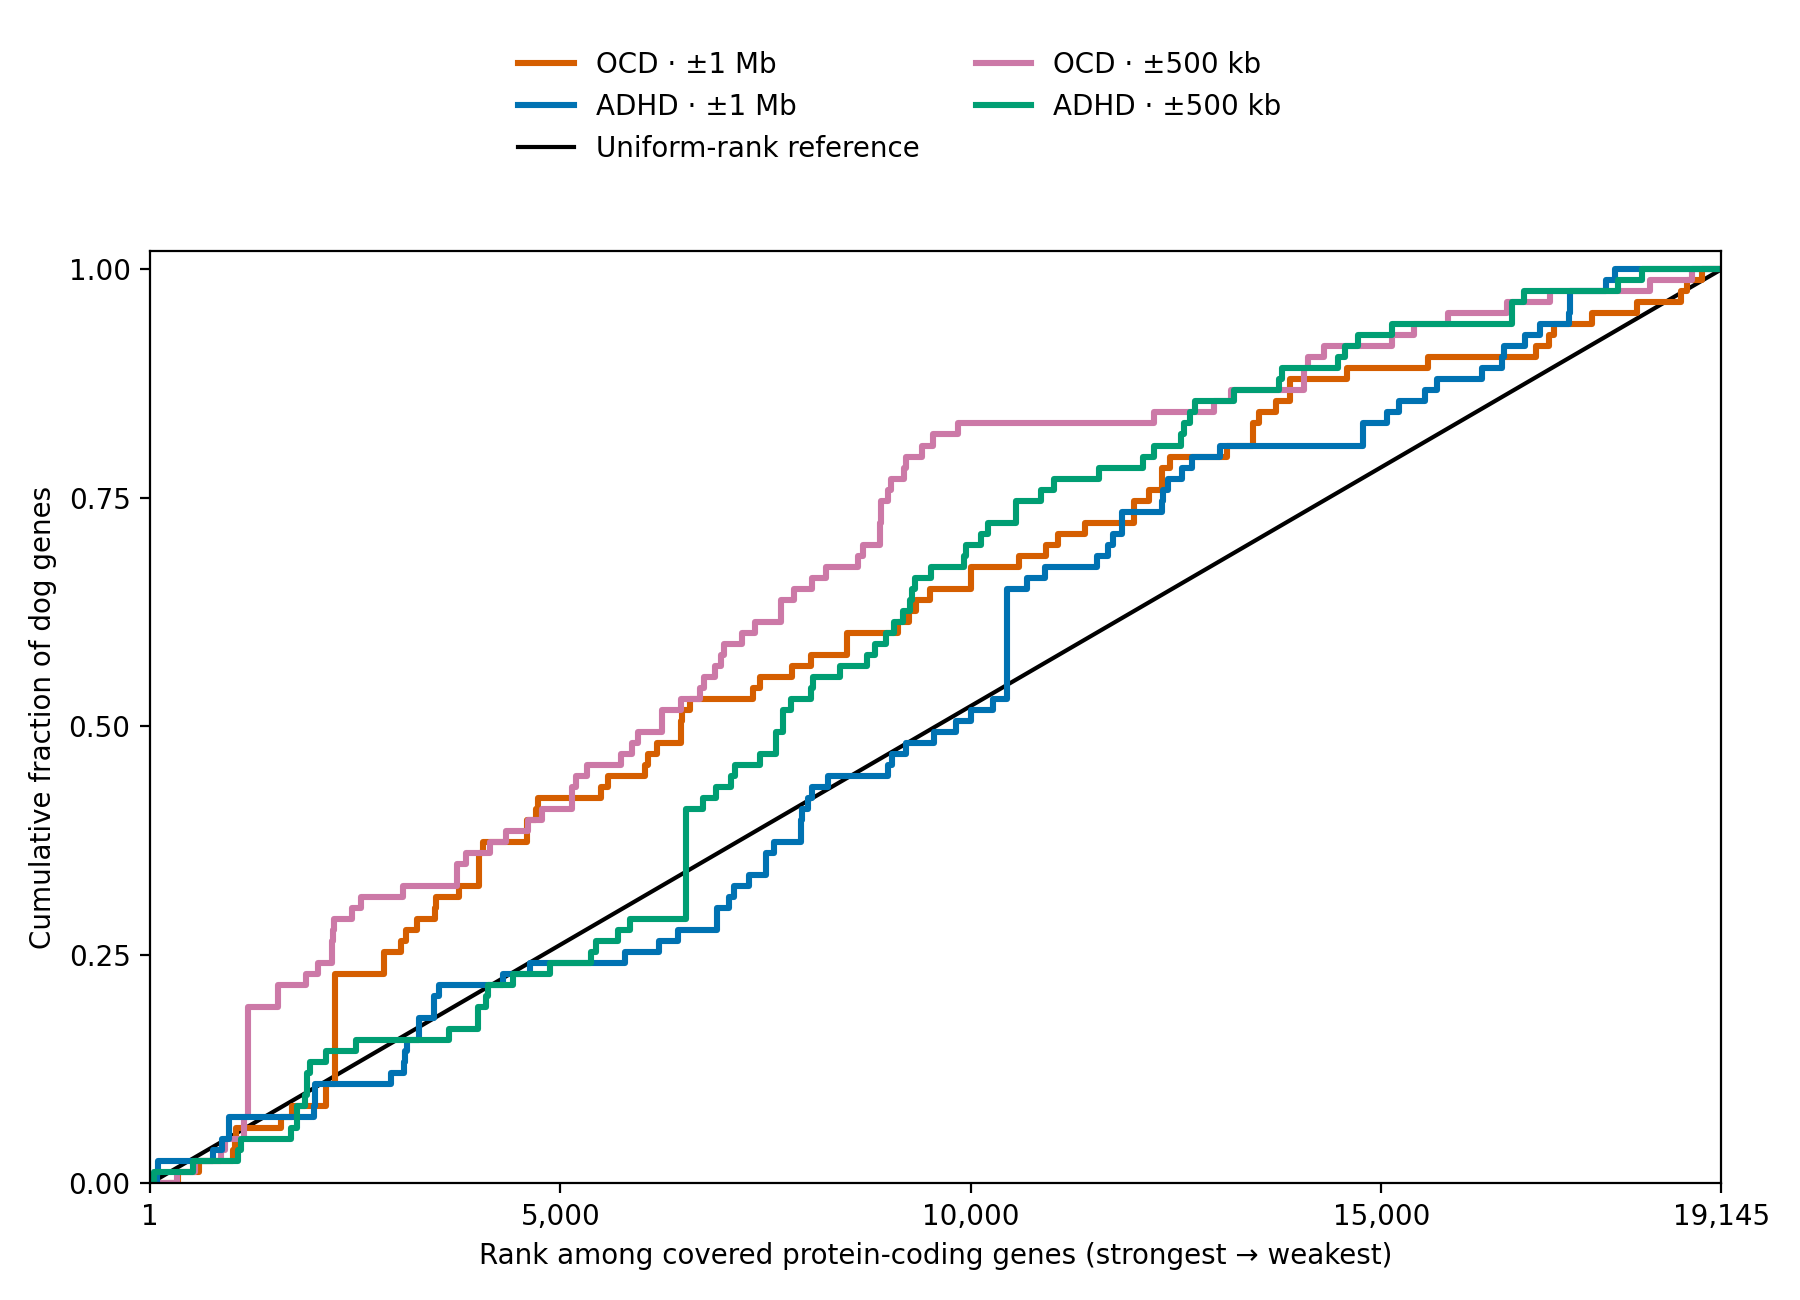 OCD · ±1 Mb
ADHD · ±1 Mb
Uniform-rank reference
OCD · ±500 kb
ADHD · ±500 kb
1.00
0.75
0.50
0.25
0.00
Cumulative fraction of dog genes
1
5,000
10,000
15,000
19,145
Rank among covered protein-coding genes (strongest → weakest)